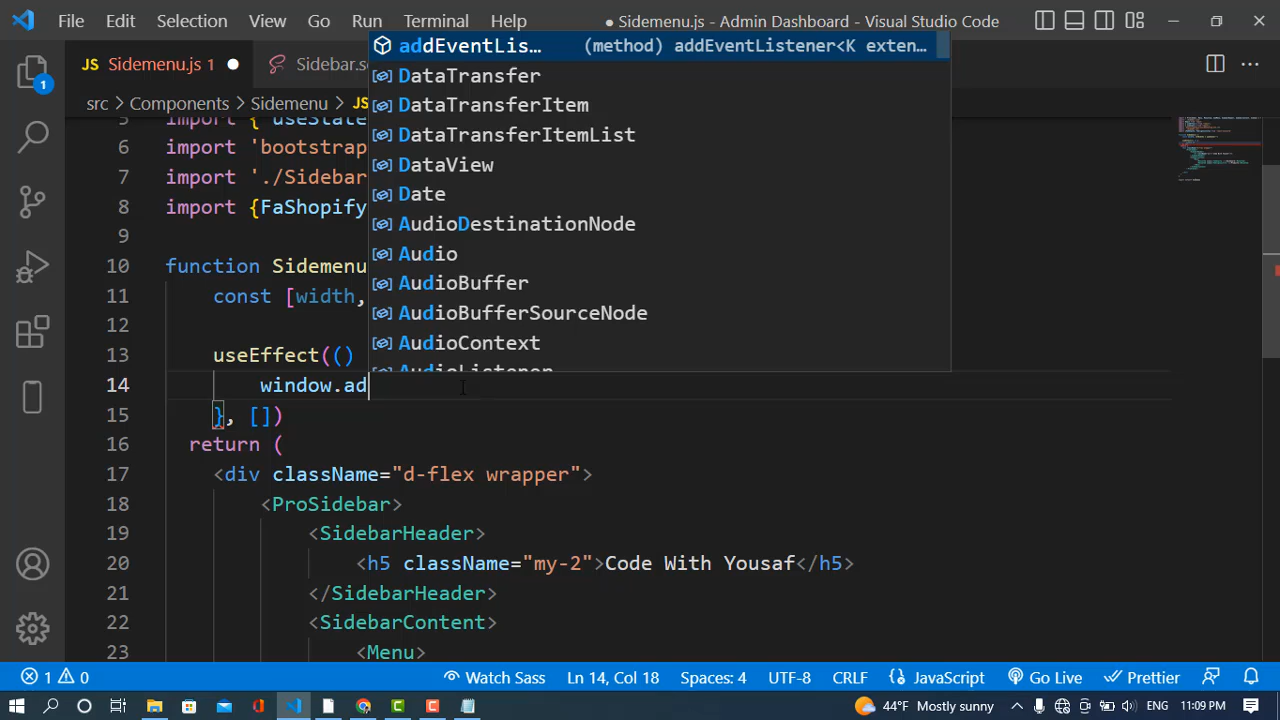 File Edit Selection View Go Run Terminal Help ● Sidemenu.js - Admin Dashboard - Visual Studio Code
JS Sidemenu.js 1 ● Sidebar.sc
src > Components > Sidemenu > JS
addEventLis… (method) addEventListener<K exten…
DataTransfer
DataTransferItem
DataTransferItemList
DataView
Date
AudioDestinationNode
Audio
AudioBuffer
AudioBufferSourceNode
AudioContext
AudioListener
5 import { useState
6 import 'bootstrap
7 import './Sidebar
8 import {FaShopify
9
10 function Sidemenu
11 const [width,
12
13 useEffect(()
14 window.ad
15 }, [])
16 return (
17 <div className="d-flex wrapper">
18 <ProSidebar>
19 <SidebarHeader>
20 <h5 className="my-2">Code With Yousaf</h5>
21 </SidebarHeader>
22 <SidebarContent>
23 <Menu>
1
1 0 Watch Sass Ln 14, Col 18 Spaces: 4 UTF-8 CRLF JavaScript Go Live Prettier
44°F Mostly sunny 11:09 PM